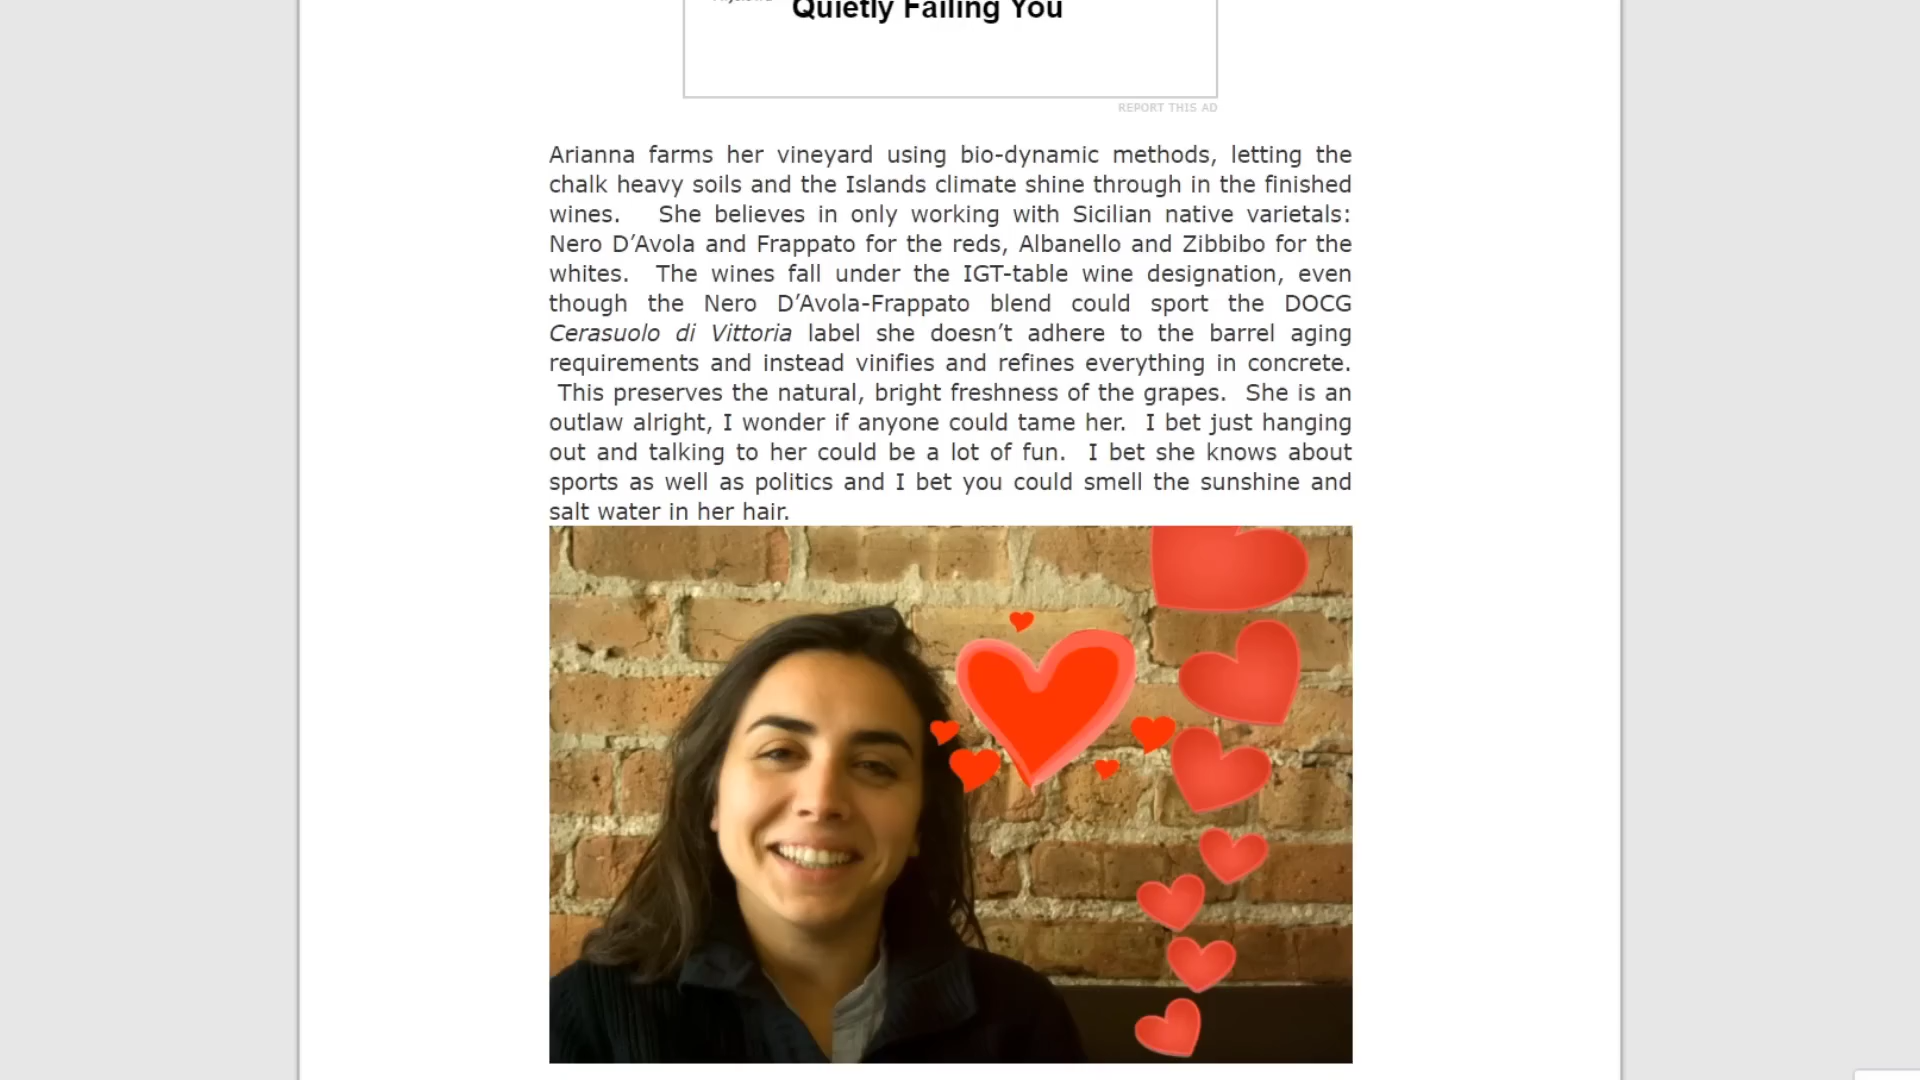 Quietly Failing You
REPORT THIS AD
Arianna farms her vineyard using bio-dynamic methods, letting the
chalk heavy soils and the Islands climate shine through in the finished
wines. She believes in only working with Sicilian native varietals:
Nero D’Avola and Frappato for the reds, Albanello and Zibbibo for the
whites. The wines fall under the IGT-table wine designation, even
though the Nero D’Avola-Frappato blend could sport the DOCG
Cerasuolo di Vittoria label she doesn’t adhere to the barrel aging
requirements and instead vinifies and refines everything in concrete.
This preserves the natural, bright freshness of the grapes. She is an
outlaw alright, I wonder if anyone could tame her. I bet just hanging
out and talking to her could be a lot of fun. I bet she knows about
sports as well as politics and I bet you could smell the sunshine and
salt water in her hair.